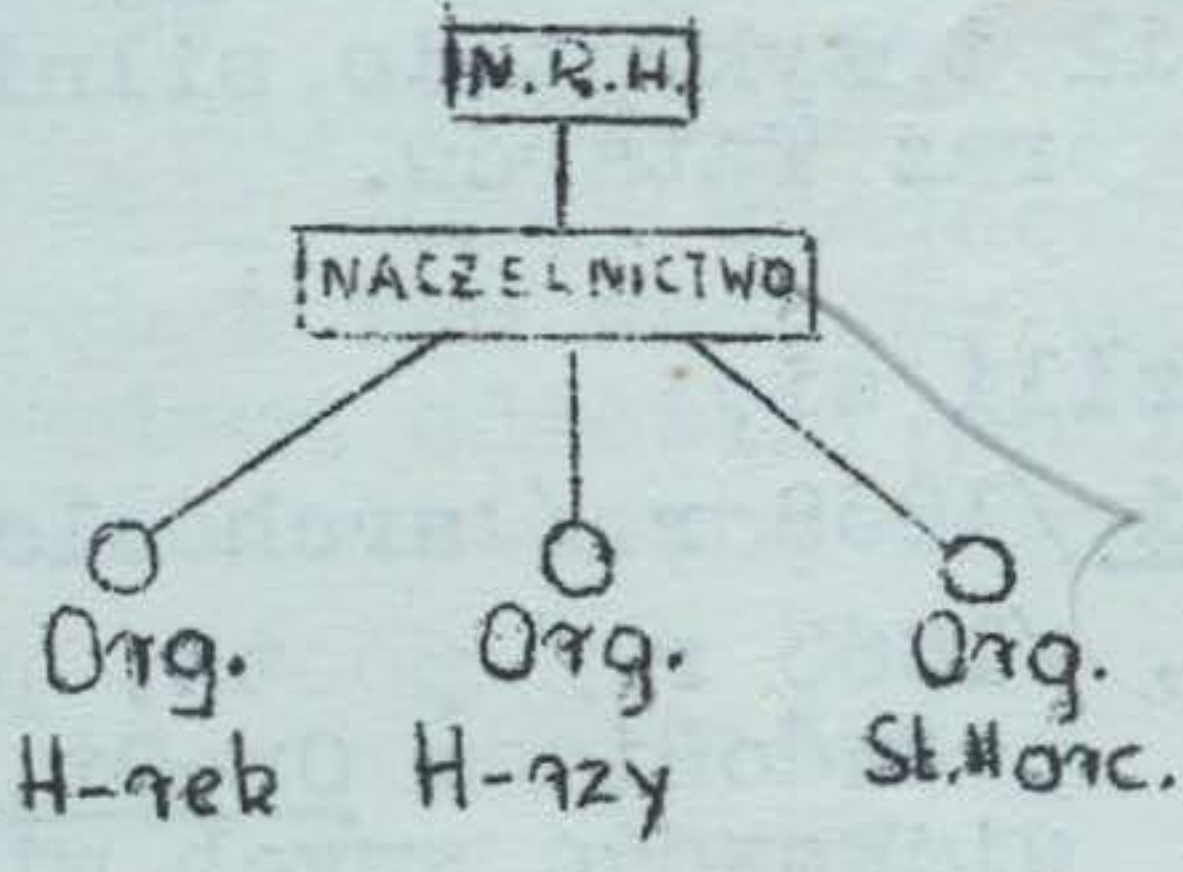 N.R.H.
NACZELNICTWO
Org.
H-rek
Org.
H-rzy
Org.
St.Harc.